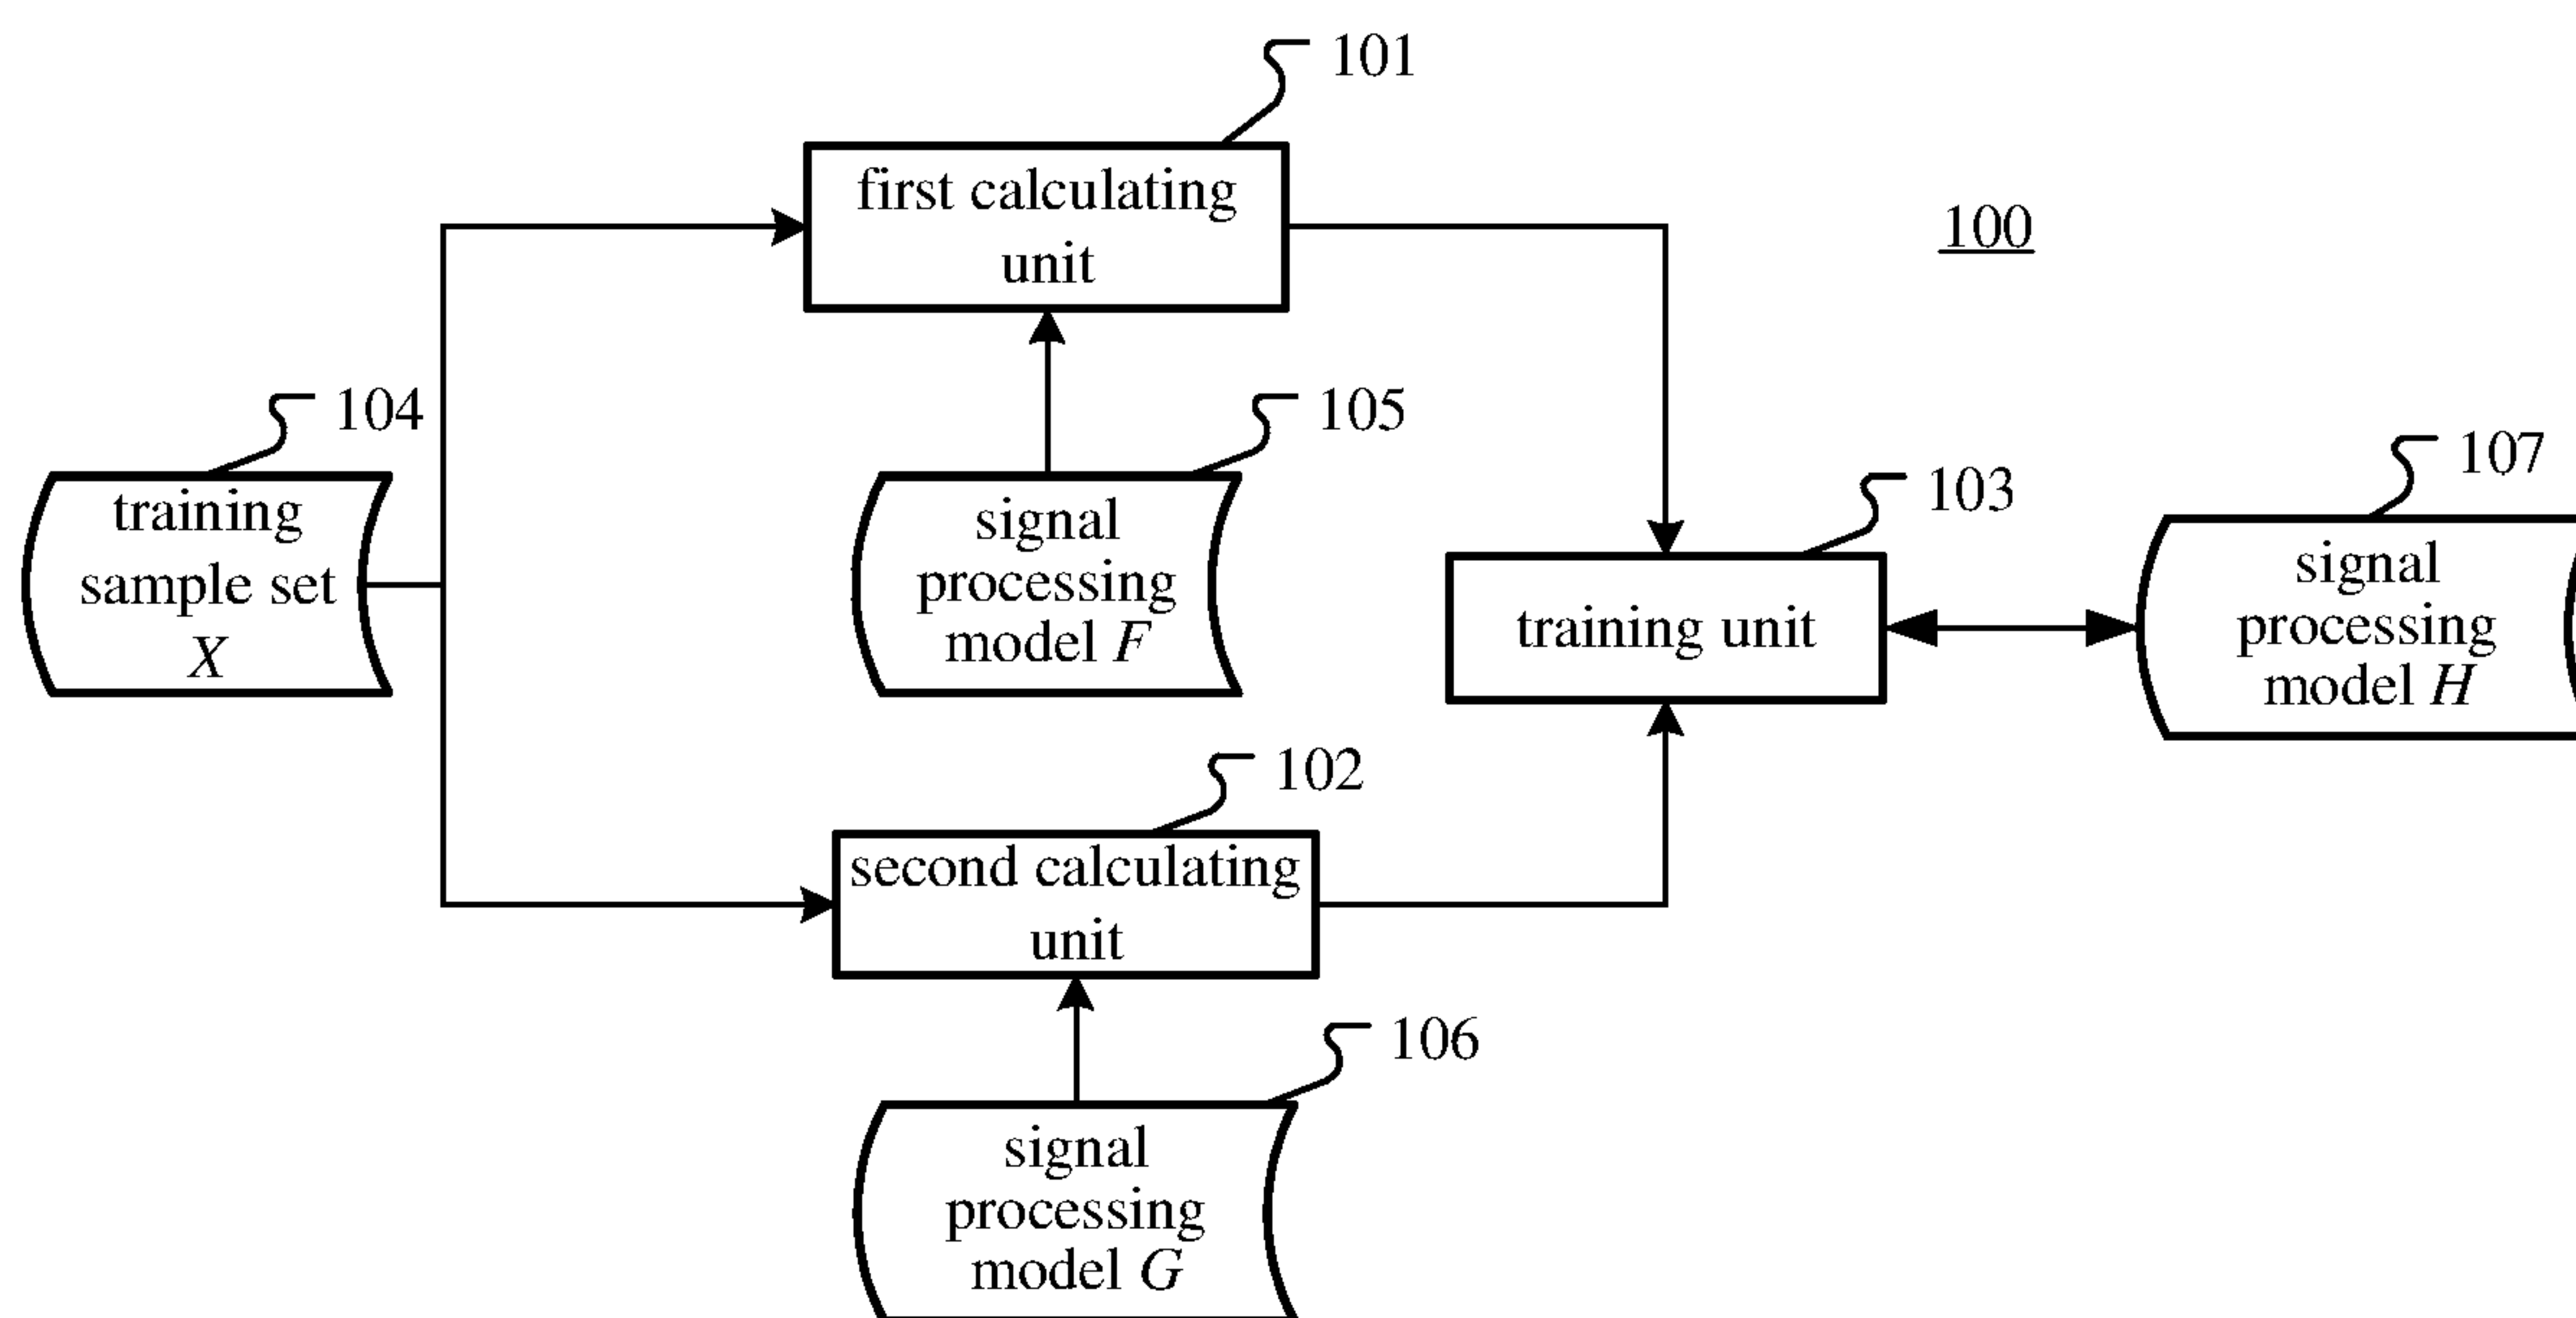 101
first calculating
unit
100
104
105
training
sample set
X
signal
processing
model F
103
107
training unit
signal
processing
model H
102
second calculating
unit
106
signal
processing
model G